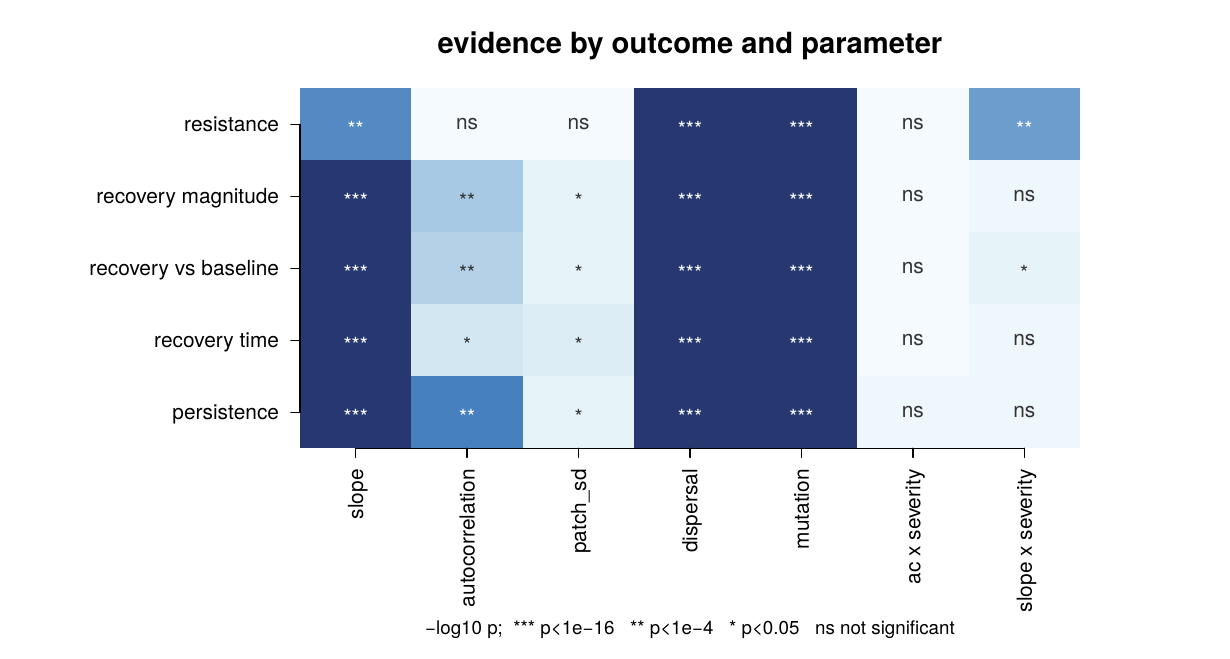 evidence by outcome and parameter
resistance ** ns ns *** *** ns **
recovery magnitude *** ** * *** *** ns ns
recovery vs baseline *** ** * *** *** ns *
recovery time *** * * *** *** ns ns
persistence *** ** * *** *** ns ns
slope
autocorrelation
patch_sd
dispersal
mutation
ac x severity
slope x severity
−log10 p; *** p<1e−16 ** p<1e−4 * p<0.05 ns not significant